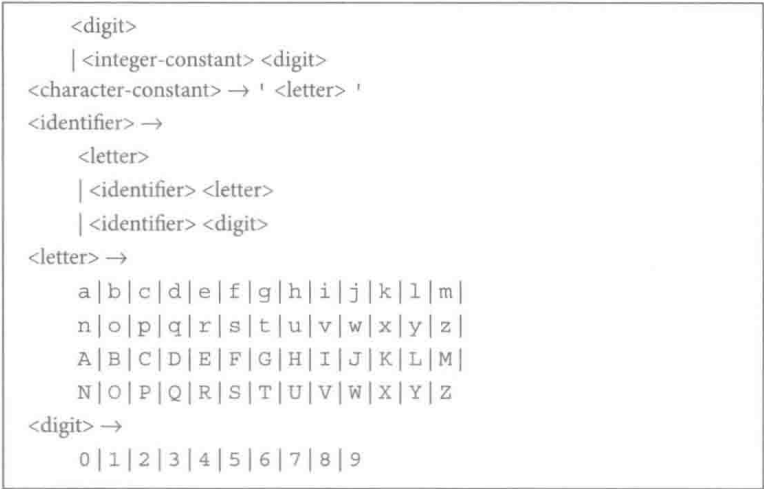 <digit>
| <integer-constant> <digit>
<character-constant> → ' <letter> '
<identifier> →
<letter>
| <identifier> <letter>
| <identifier> <digit>
<letter> →
a|b|c|d|e|f|g|h|i|j|k|l|m|
n|o|p|q|r|s|t|u|v|w|x|y|z|
A|B|C|D|E|F|G|H|I|J|K|L|M|
N|O|P|Q|R|S|T|U|V|W|X|Y|Z
<digit> →
0|1|2|3|4|5|6|7|8|9